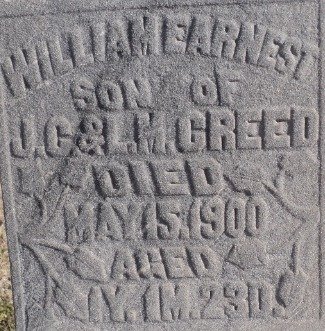 WILLIAM EARNEST
SON OF
J.C. & L.M. CREED
DIED
MAY 15, 1900
AGED
1Y. 1M. 23D.